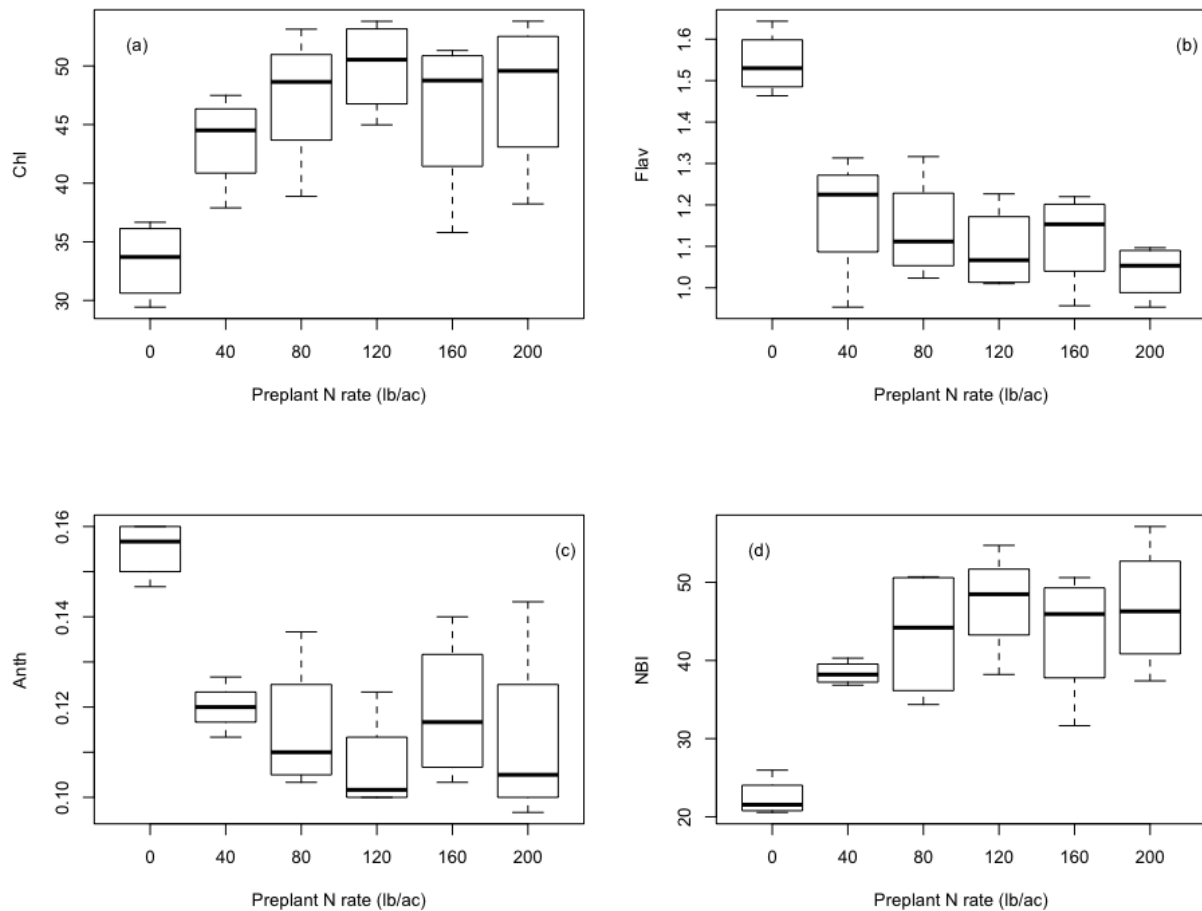 (a)
Chl
50
45
40
35
30
0 40 80 120 160 200
Preplant N rate (lb/ac)
(b)
Flav
1.6
1.5
1.4
1.3
1.2
1.1
1.0
0 40 80 120 160 200
Preplant N rate (lb/ac)
(c)
Anth
0.16
0.14
0.12
0.10
0 40 80 120 160 200
Preplant N rate (lb/ac)
(d)
NBI
50
40
30
20
0 40 80 120 160 200
Preplant N rate (lb/ac)